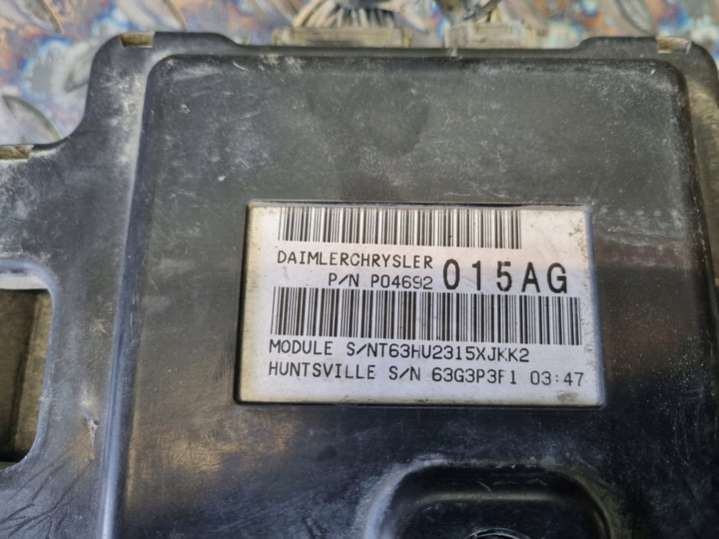 DAIMLERCHRYSLER
P/N P04692 015AG
MODULE S/NT63HU2315XJKK2
HUNTSVILLE S/N 63G3P3F1 03:47